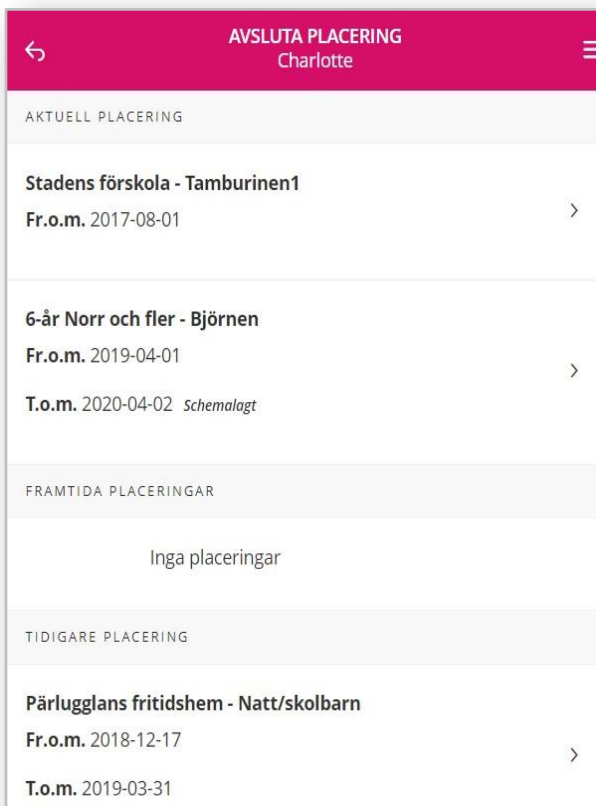 AVSLUTA PLACERING
Charlotte
AKTUELL PLACERING
Stadens förskola - Tamburinen1
Fr.o.m. 2017-08-01
6-år Norr och fler - Björnen
Fr.o.m. 2019-04-01
T.o.m. 2020-04-02 Schemalagt
FRAMTIDA PLACERINGAR
Inga placeringar
TIDIGARE PLACERING
Pärlugglans fritidshem - Natt/skolbarn
Fr.o.m. 2018-12-17
T.o.m. 2019-03-31